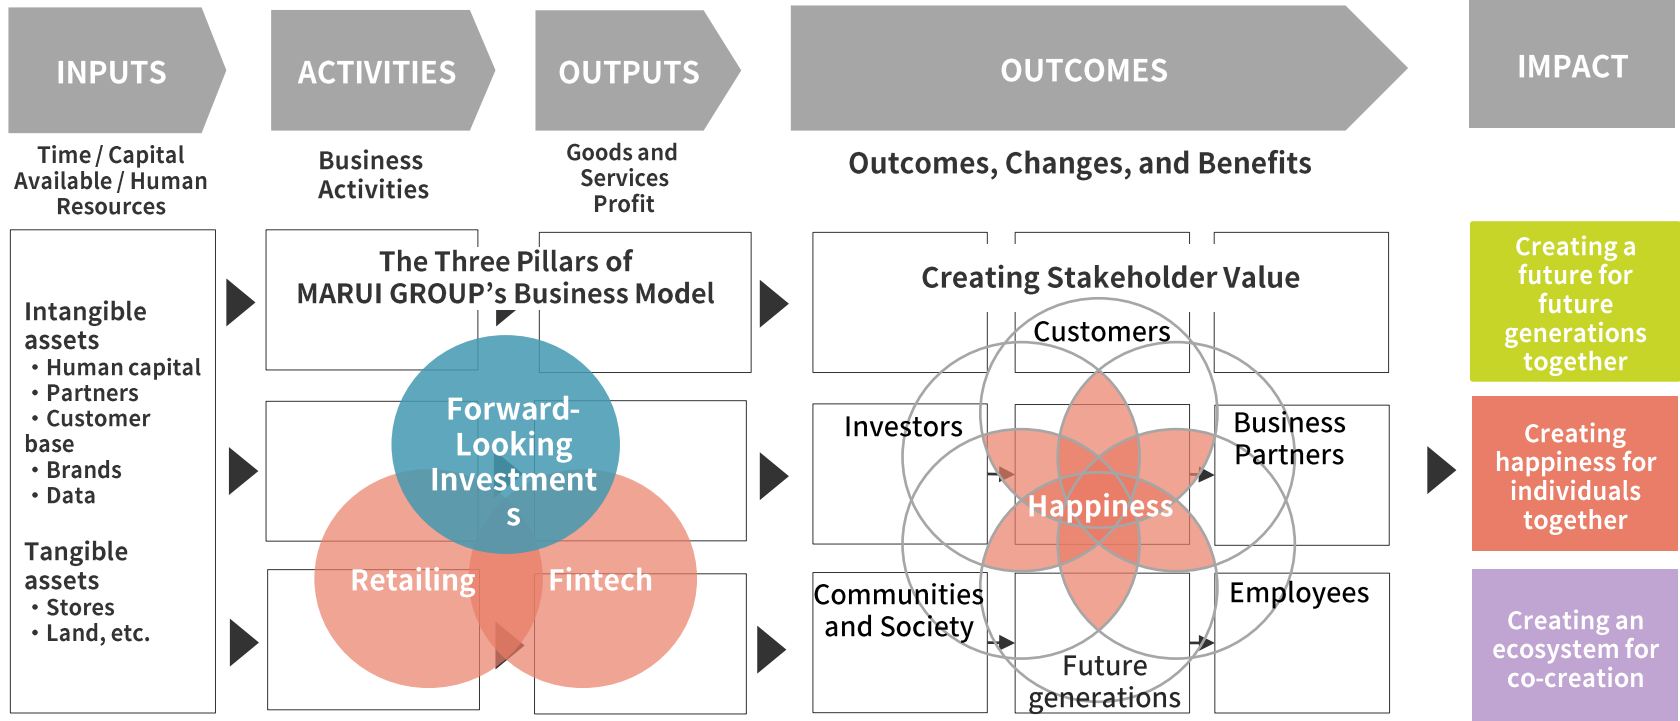 INPUTS
ACTIVITIES
OUTPUTS
OUTCOMES
IMPACT
Time / Capital
Available / Human
Resources
Business
Activities
Goods and
Services
Profit
Outcomes, Changes, and Benefits
Intangible
assets
・Human capital
・Partners
・Customer
base
・Brands
・Data
Tangible
assets
・Stores
・Land, etc.
The Three Pillars of
MARUI GROUP’s Business Model
Forward-
Looking
Investment
s
Retailing
Fintech
Creating Stakeholder Value
Customers
Investors
Business
Partners
Happiness
Communities
and Society
Employees
Future
generations
Creating a
future for
future
generations
together
Creating
happiness for
individuals
together
Creating an
ecosystem for
co-creation